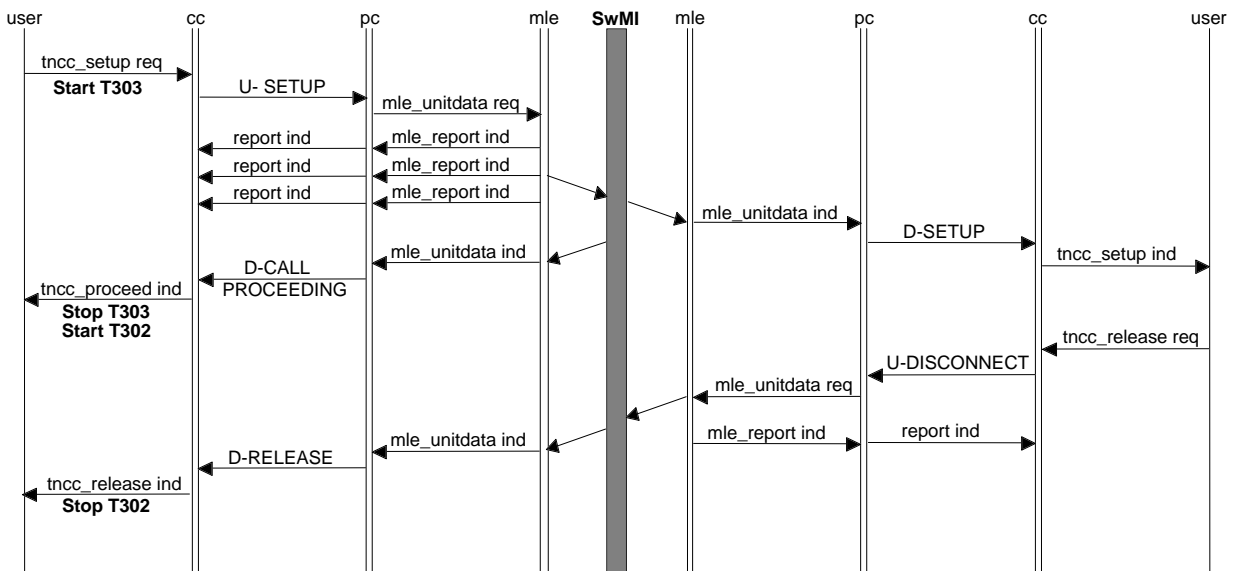 user cc pc mle SwMI mle pc cc user
tncc_setup req
Start T303
U- SETUP
mle_unitdata req
report ind mle_report ind
report ind mle_report ind
report ind mle_report ind
mle_unitdata ind
D-SETUP
tncc_setup ind
mle_unitdata ind
D-CALL
PROCEEDING
tncc_proceed ind
Stop T303
Start T302
tncc_release req
U-DISCONNECT
mle_unitdata req
mle_report ind report ind
mle_unitdata ind
D-RELEASE
tncc_release ind
Stop T302